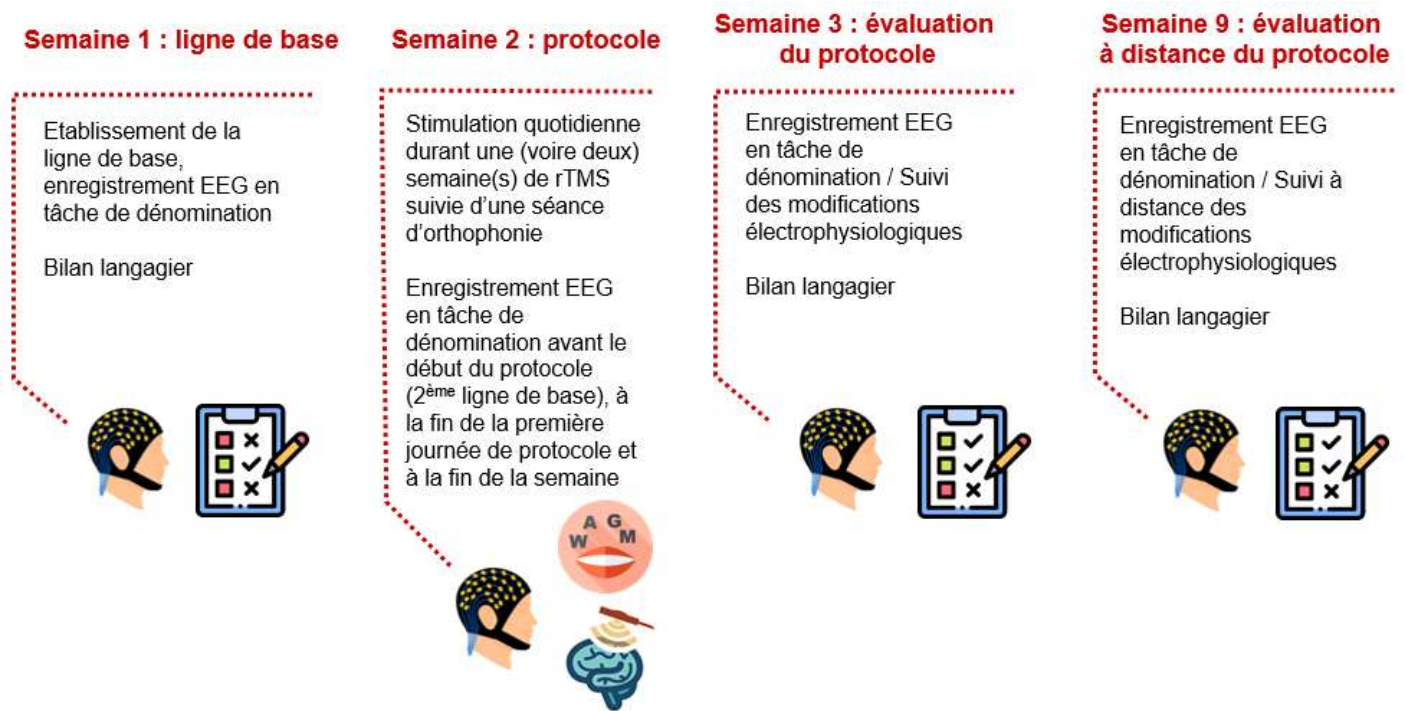 Semaine 1 : ligne de base
Etablissement de la
ligne de base,
enregistrement EEG en
tâche de dénomination
Bilan langagier
Semaine 2 : protocole
Stimulation quotidienne
durant une (voire deux)
semaine(s) de rTMS
suivie d'une séance
d'orthophonie
Enregistrement EEG
en tâche de
dénomination avant le
début du protocole
(2ème ligne de base), à
la fin de la première
journée de protocole et
à la fin de la semaine
W A G M
Semaine 3 : évaluation
du protocole
Enregistrement EEG
en tâche de
dénomination / Suivi
des modifications
électrophysiologiques
Bilan langagier
Semaine 9 : évaluation
à distance du protocole
Enregistrement EEG
en tâche de
dénomination / Suivi à
distance des
modifications
électrophysiologiques
Bilan langagier